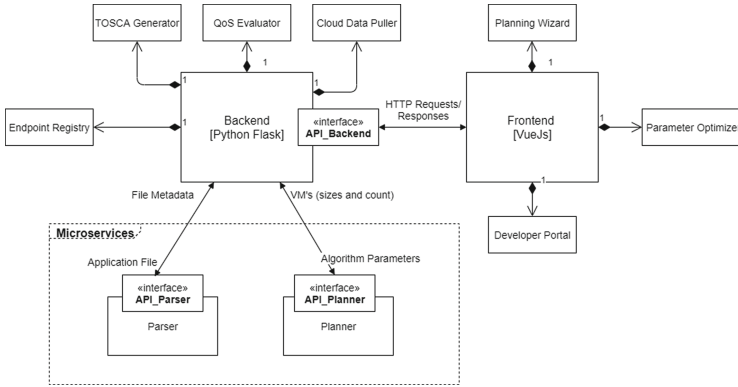 TOSCA Generator
QoS Evaluator
Cloud Data Puller
Planning Wizard
1
1
1
1
Backend
[Python Flask]
«interface»
API_Backend
HTTP Requests/
Responses
Frontend
[VueJs]
Endpoint Registry
1
1
Parameter Optimizer
1
Developer Portal
File Metadata
VM's (sizes and count)
Microservices
Application File
Algorithm Parameters
«interface»
API_Parser
Parser
«interface»
API_Planner
Planner